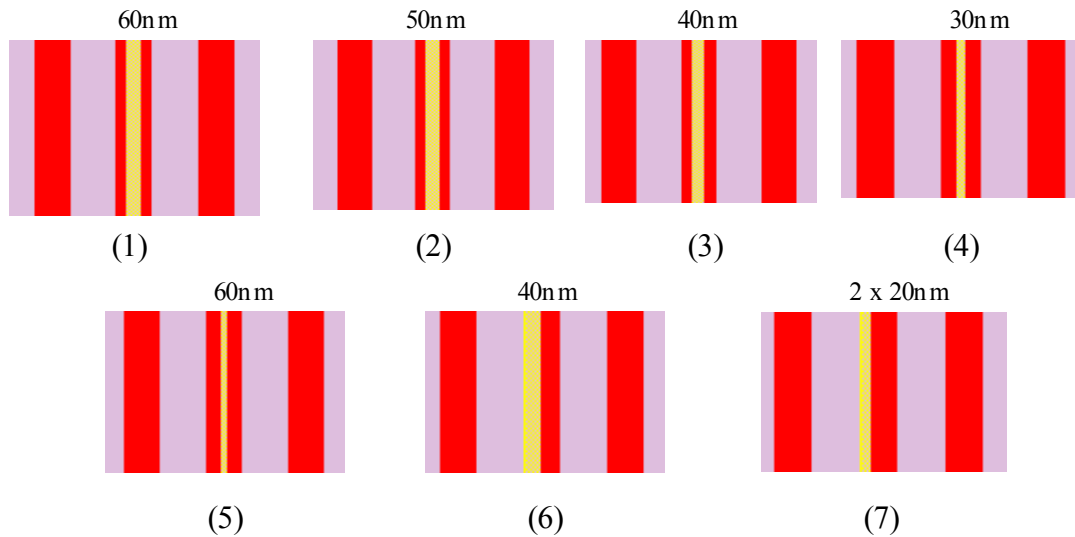 60nm
50nm
40nm
30nm
(1)
(2)
(3)
(4)
60nm
40nm
2 x 20nm
(5)
(6)
(7)